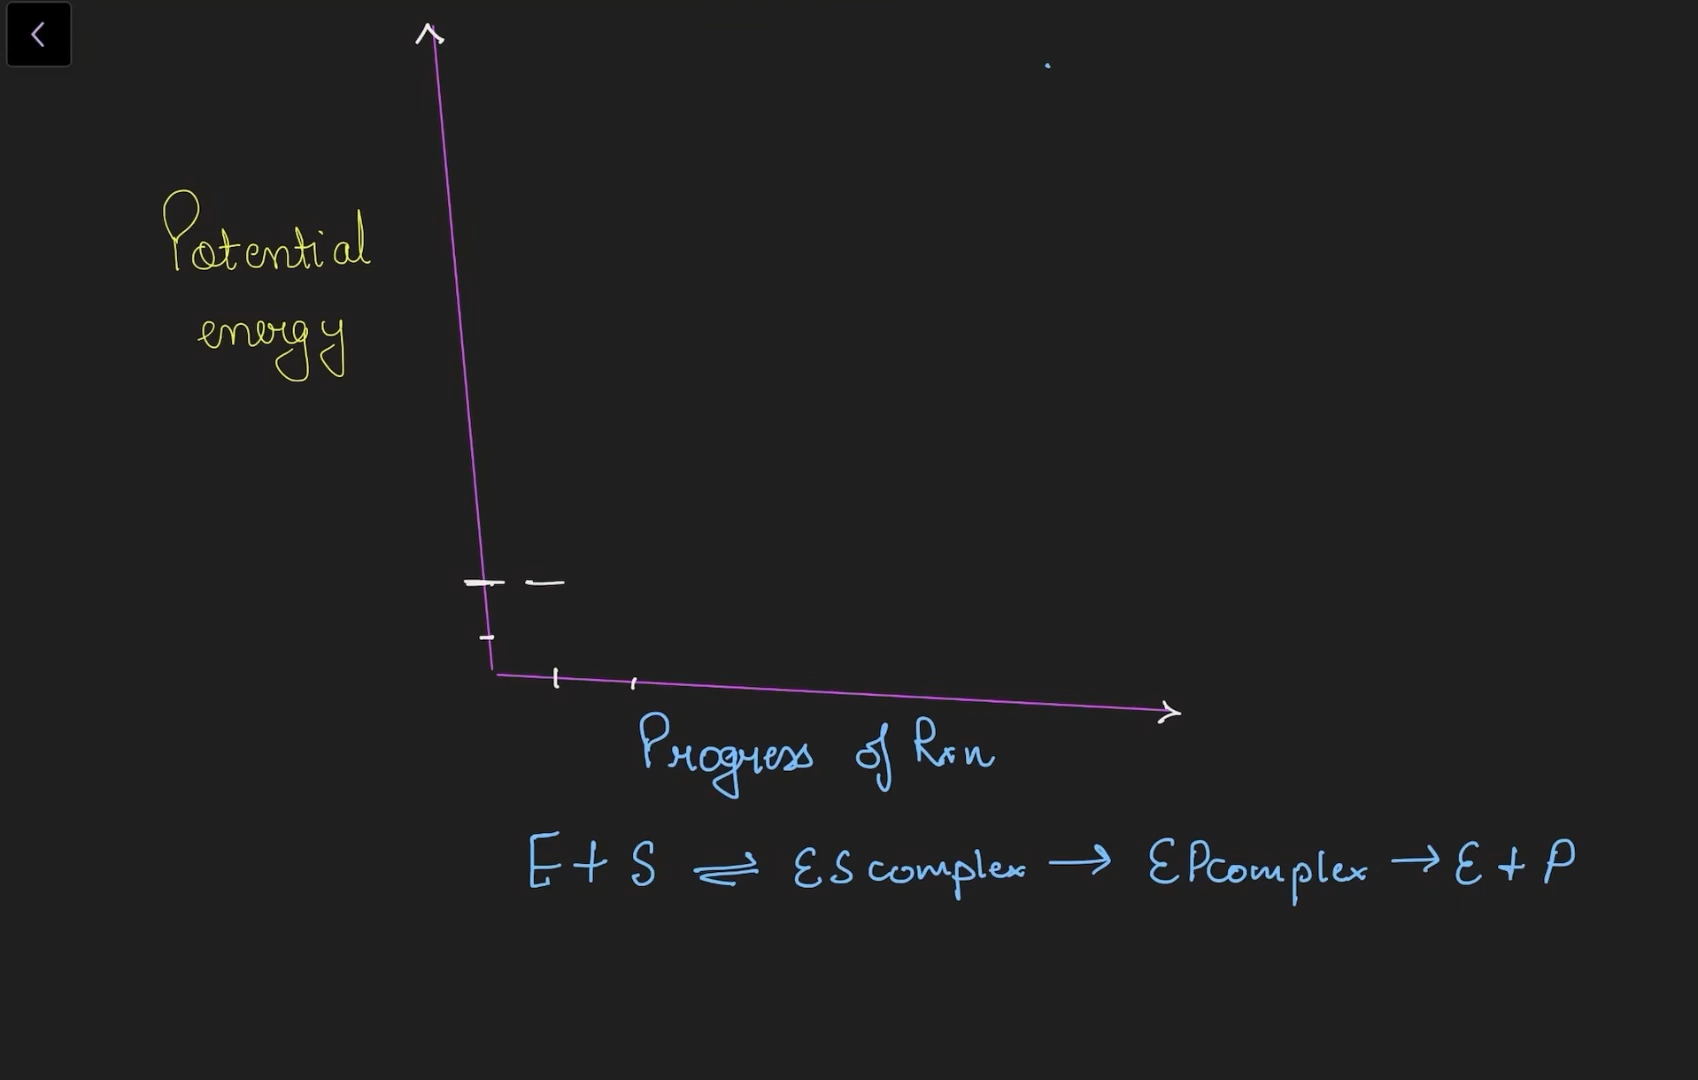 Potential
energy
Progress of Rxn
E + S ⇌ ES complex → EP complex → E + P